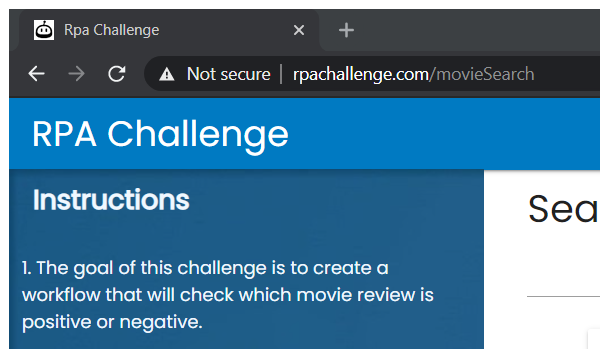 Rpa Challenge
Not secure | rpachallenge.com/movieSearch
RPA Challenge
Instructions
Sea
1. The goal of this challenge is to create a
workflow that will check which movie review is
positive or negative.